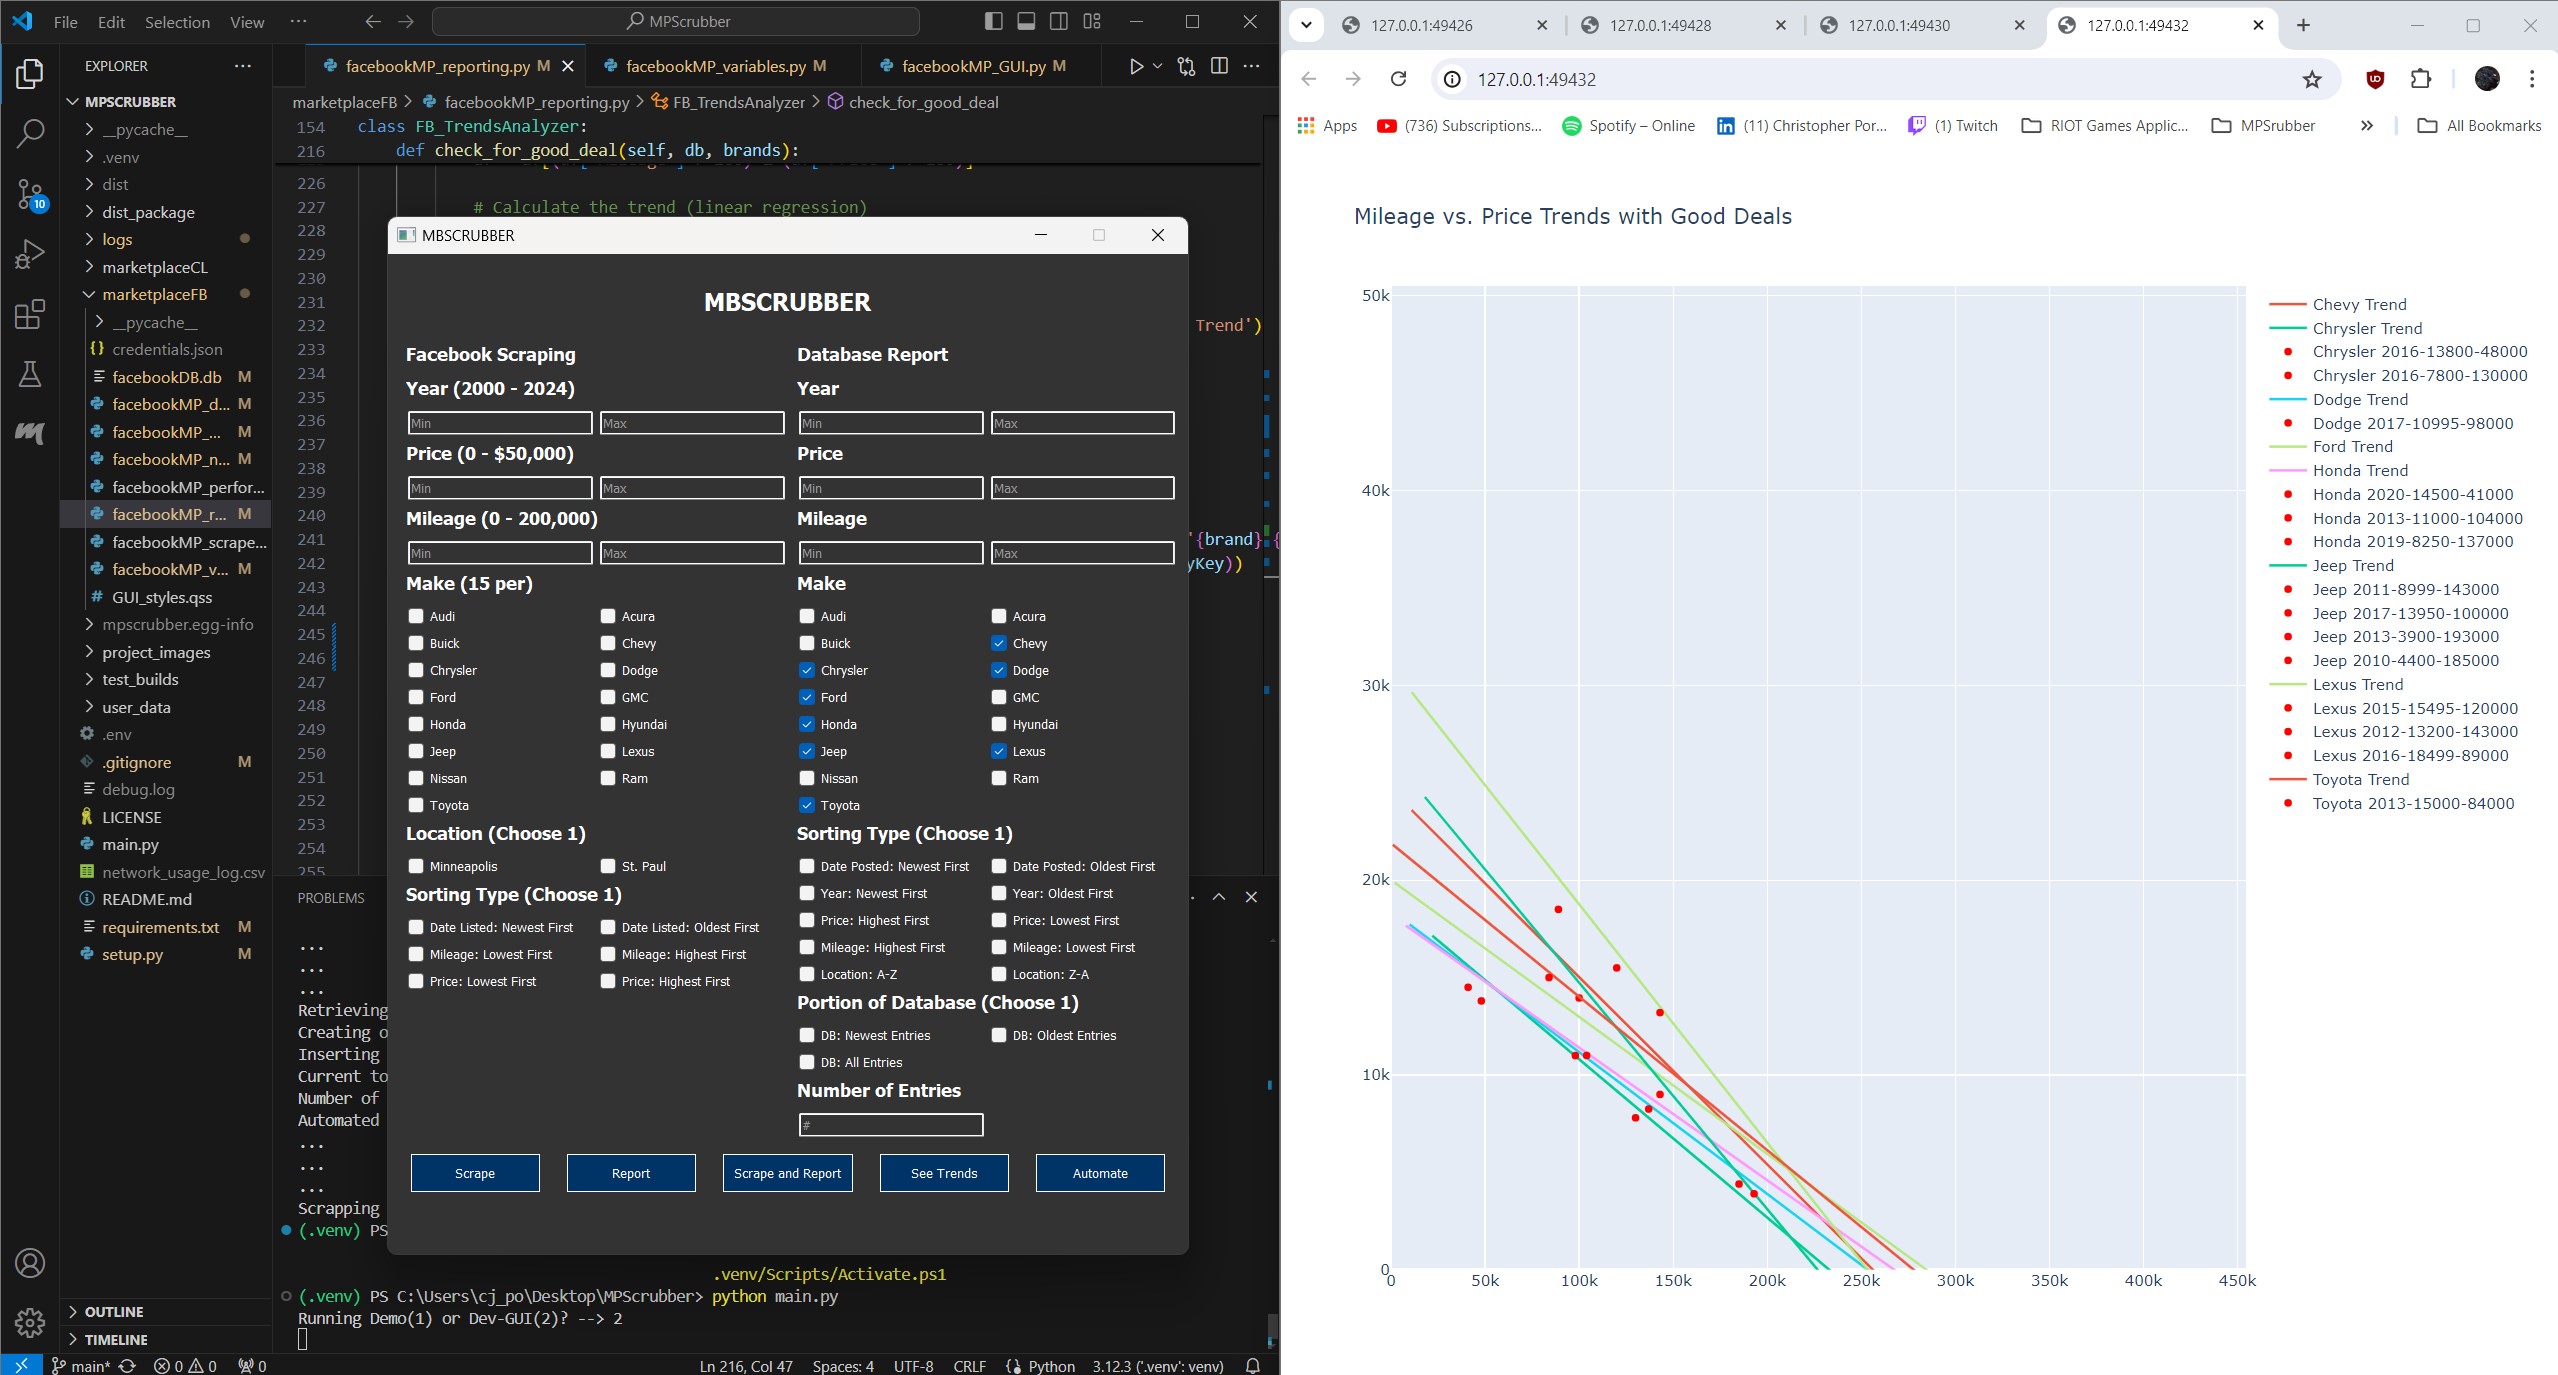 File Edit Selection View ··· MPScrubber
EXPLORER ···
MPSCRUBBER
__pycache__
.venv
dist
dist_package
logs
marketplaceCL
marketplaceFB
__pycache__
credentials.json
facebookDB.db M
facebookMP_d... M
facebookMP_... M
facebookMP_n... M
facebookMP_perfor...
facebookMP_r... M
facebookMP_scrape...
facebookMP_v... M
GUI_styles.qss
mpscrubber.egg-info
project_images
test_builds
user_data
.env
.gitignore M
debug.log
LICENSE
main.py
network_usage_log.csv
README.md
requirements.txt M
setup.py M
OUTLINE
TIMELINE
10
facebookMP_reporting.py M
facebookMP_variables.py M
facebookMP_GUI.py M
marketplaceFB > facebookMP_reporting.py > FB_TrendsAnalyzer > check_for_good_deal
154 class FB_TrendsAnalyzer:
216 def check_for_good_deal(self, db, brands):
226
227 # Calculate the trend (linear regression)
228
229
230
231
232 Trend')
233
234
235
236
237
238
239
240
241 '{brand} {
242 yKey))
243
244
245
246
247
248
249
250
251
252
253
254
255
MBSCRUBBER
MBSCRUBBER
Facebook Scraping
Year (2000 - 2024)
Min Max
Price (0 - $50,000)
Min Max
Mileage (0 - 200,000)
Min Max
Make (15 per)
Audi Acura
Buick Chevy
Chrysler Dodge
Ford GMC
Honda Hyundai
Jeep Lexus
Nissan Ram
Toyota
Location (Choose 1)
Minneapolis St. Paul
Sorting Type (Choose 1)
Date Listed: Newest First Date Listed: Oldest First
Mileage: Lowest First Mileage: Highest First
Price: Lowest First Price: Highest First
Database Report
Year
Min Max
Price
Min Max
Mileage
Min Max
Make
Audi Acura
Buick Chevy
Chrysler Dodge
Ford GMC
Honda Hyundai
Jeep Lexus
Nissan Ram
Toyota
Sorting Type (Choose 1)
Date Posted: Newest First Date Posted: Oldest First
Year: Newest First Year: Oldest First
Price: Highest First Price: Lowest First
Mileage: Highest First Mileage: Lowest First
Location: A-Z Location: Z-A
Portion of Database (Choose 1)
DB: Newest Entries DB: Oldest Entries
DB: All Entries
Number of Entries
#
Scrape Report Scrape and Report See Trends Automate
PROBLEMS
...
...
...
Retrieving
Creating o
Inserting
Current to
Number of
Automated
...
...
...
Scrapping
(.venv) PS
.venv/Scripts/Activate.ps1
(.venv) PS C:\Users\cj_po\Desktop\MPScrubber> python main.py
Running Demo(1) or Dev-GUI(2)? --> 2
main* 0 0 0 Ln 216, Col 47 Spaces: 4 UTF-8 CRLF Python 3.12.3 ('.venv': venv)
127.0.0.1:49426 127.0.0.1:49428 127.0.0.1:49430 127.0.0.1:49432
127.0.0.1:49432
Apps (736) Subscriptions... Spotify – Online (11) Christopher Por... (1) Twitch RIOT Games Applic... MPSrubber » All Bookmarks
Mileage vs. Price Trends with Good Deals
50k
40k
30k
20k
10k
0
0 50k 100k 150k 200k 250k 300k 350k 400k 450k
Chevy Trend
Chrysler Trend
Chrysler 2016-13800-48000
Chrysler 2016-7800-130000
Dodge Trend
Dodge 2017-10995-98000
Ford Trend
Honda Trend
Honda 2020-14500-41000
Honda 2013-11000-104000
Honda 2019-8250-137000
Jeep Trend
Jeep 2011-8999-143000
Jeep 2017-13950-100000
Jeep 2013-3900-193000
Jeep 2010-4400-185000
Lexus Trend
Lexus 2015-15495-120000
Lexus 2012-13200-143000
Lexus 2016-18499-89000
Toyota Trend
Toyota 2013-15000-84000